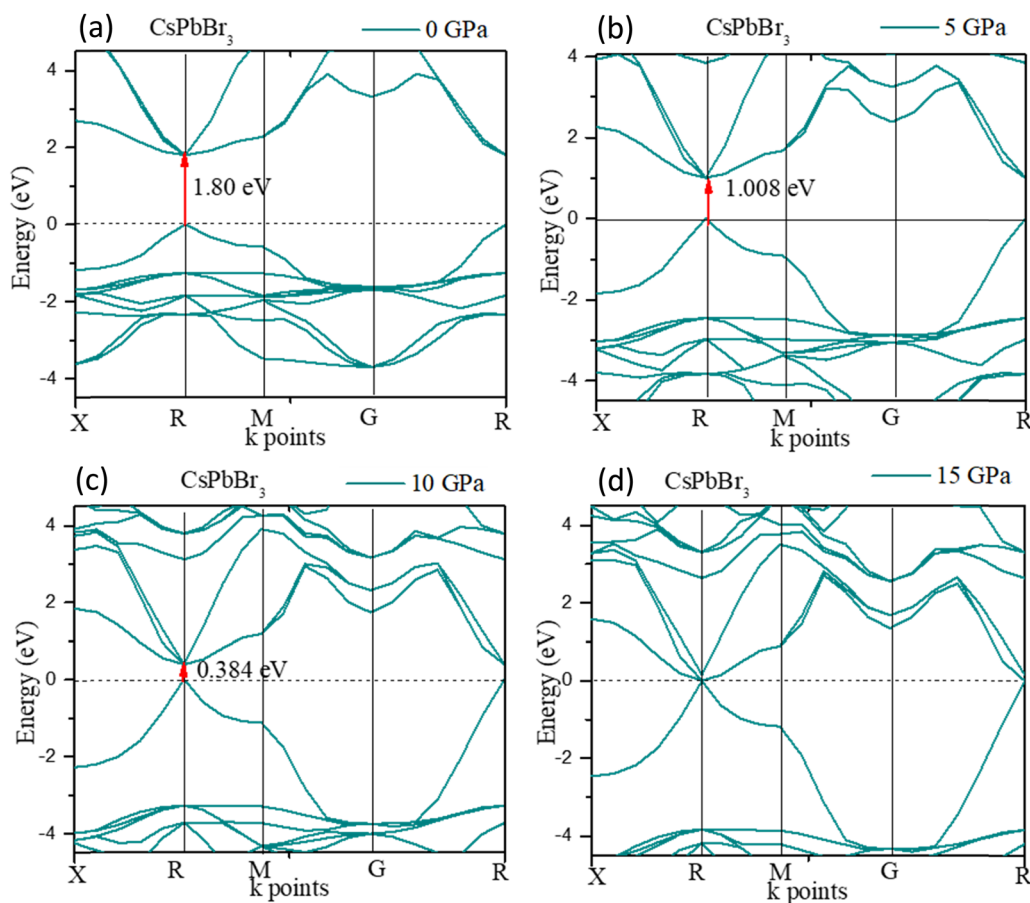 (a) CsPbBr3 0 GPa
4
2
0
-2
-4
Energy (eV)
1.80 eV
X R M G R
k points
(b) CsPbBr3 5 GPa
4
2
0
-2
-4
Energy (eV)
1.008 eV
X R M G R
k points
(c) CsPbBr3 10 GPa
4
2
0
-2
-4
Energy (eV)
0.384 eV
X R M G R
k points
(d) CsPbBr3 15 GPa
4
2
0
-2
-4
Energy (eV)
X R M G R
k points